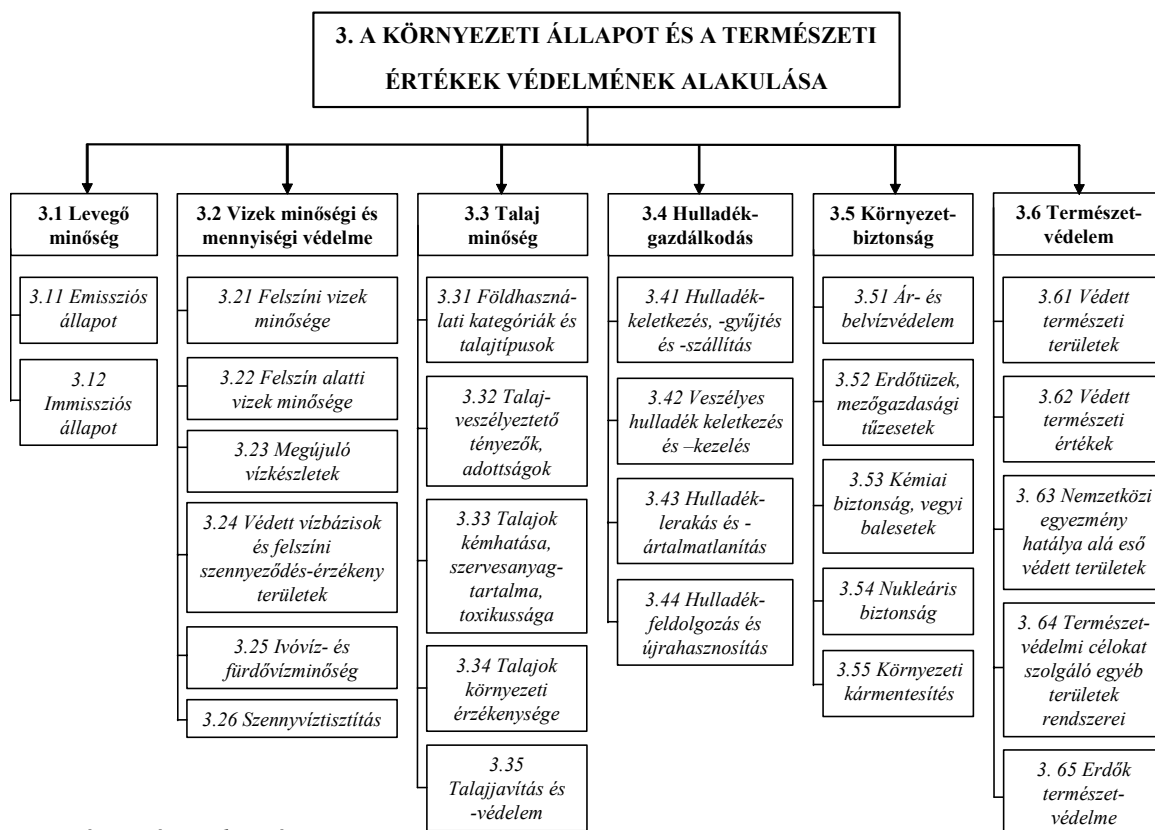 3. A KÖRNYEZETI ÁLLAPOT ÉS A TERMÉSZETI
ÉRTÉKEK VÉDELMÉNEK ALAKULÁSA
3.1 Levegő
minőség
3.11 Emissziós
állapot
3.12
Immissziós
állapot
3.2 Vizek minőségi és
mennyiségi védelme
3.21 Felszíni vizek
minősége
3.22 Felszín alatti
vizek minősége
3.23 Megújuló
vízkészletek
3.24 Védett vízbázisok
és felszíni
szennyeződés-érzékeny
területek
3.25 Ivóvíz- és
fürdővízminőség
3.26 Szennyvíztisztítás
3.3 Talaj
minőség
3.31 Földhaszná-
lati kategóriák és
talajtípusok
3.32 Talaj-
veszélyeztető
tényezők,
adottságok
3.33 Talajok
kémhatása,
szervesanyag-
tartalma,
toxikussága
3.34 Talajok
környezeti
érzékenysége
3.35
Talajjavítás és
-védelem
3.4 Hulladék-
gazdálkodás
3.41 Hulladék-
keletkezés, -gyűjtés
és -szállítás
3.42 Veszélyes
hulladék keletkezés
és –kezelés
3.43 Hulladék-
lerakás és -
ártalmatlanítás
3.44 Hulladék-
feldolgozás és
újrahasznosítás
3.5 Környezet-
biztonság
3.51 Ár- és
belvízvédelem
3.52 Erdőtüzek,
mezőgazdasági
tűzesetek
3.53 Kémiai
biztonság, vegyi
balesetek
3.54 Nukleáris
biztonság
3.55 Környezeti
kármentesítés
3.6 Természet-
védelem
3.61 Védett
természeti
területek
3.62 Védett
természeti
értékek
3. 63 Nemzetközi
egyezmény
hatálya alá eső
védett területek
3. 64 Természet-
védelmi célokat
szolgáló egyéb
területek
rendszerei
3. 65 Erdők
természet-
védelme